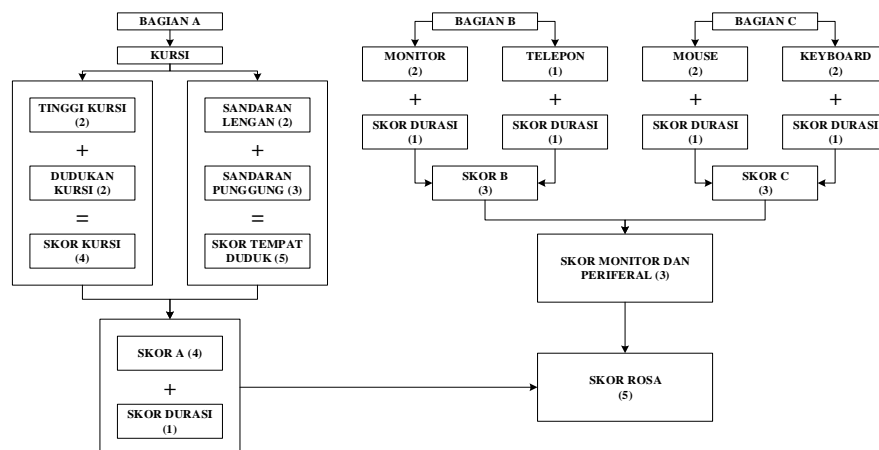 BAGIAN A
KURSI
TINGGI KURSI
(2)
+
DUDUKAN
KURSI (2)
=
SKOR KURSI
(4)
SANDARAN
LENGAN (2)
+
SANDARAN
PUNGGUNG (3)
=
SKOR TEMPAT
DUDUK (5)
SKOR A (4)
+
SKOR DURASI
(1)
BAGIAN B
MONITOR
(2)
+
SKOR DURASI
(1)
TELEPON
(1)
+
SKOR DURASI
(1)
SKOR B
(3)
BAGIAN C
MOUSE
(2)
+
SKOR DURASI
(1)
KEYBOARD
(2)
+
SKOR DURASI
(1)
SKOR C
(3)
SKOR MONITOR DAN
PERIFERAL (3)
SKOR ROSA
(5)